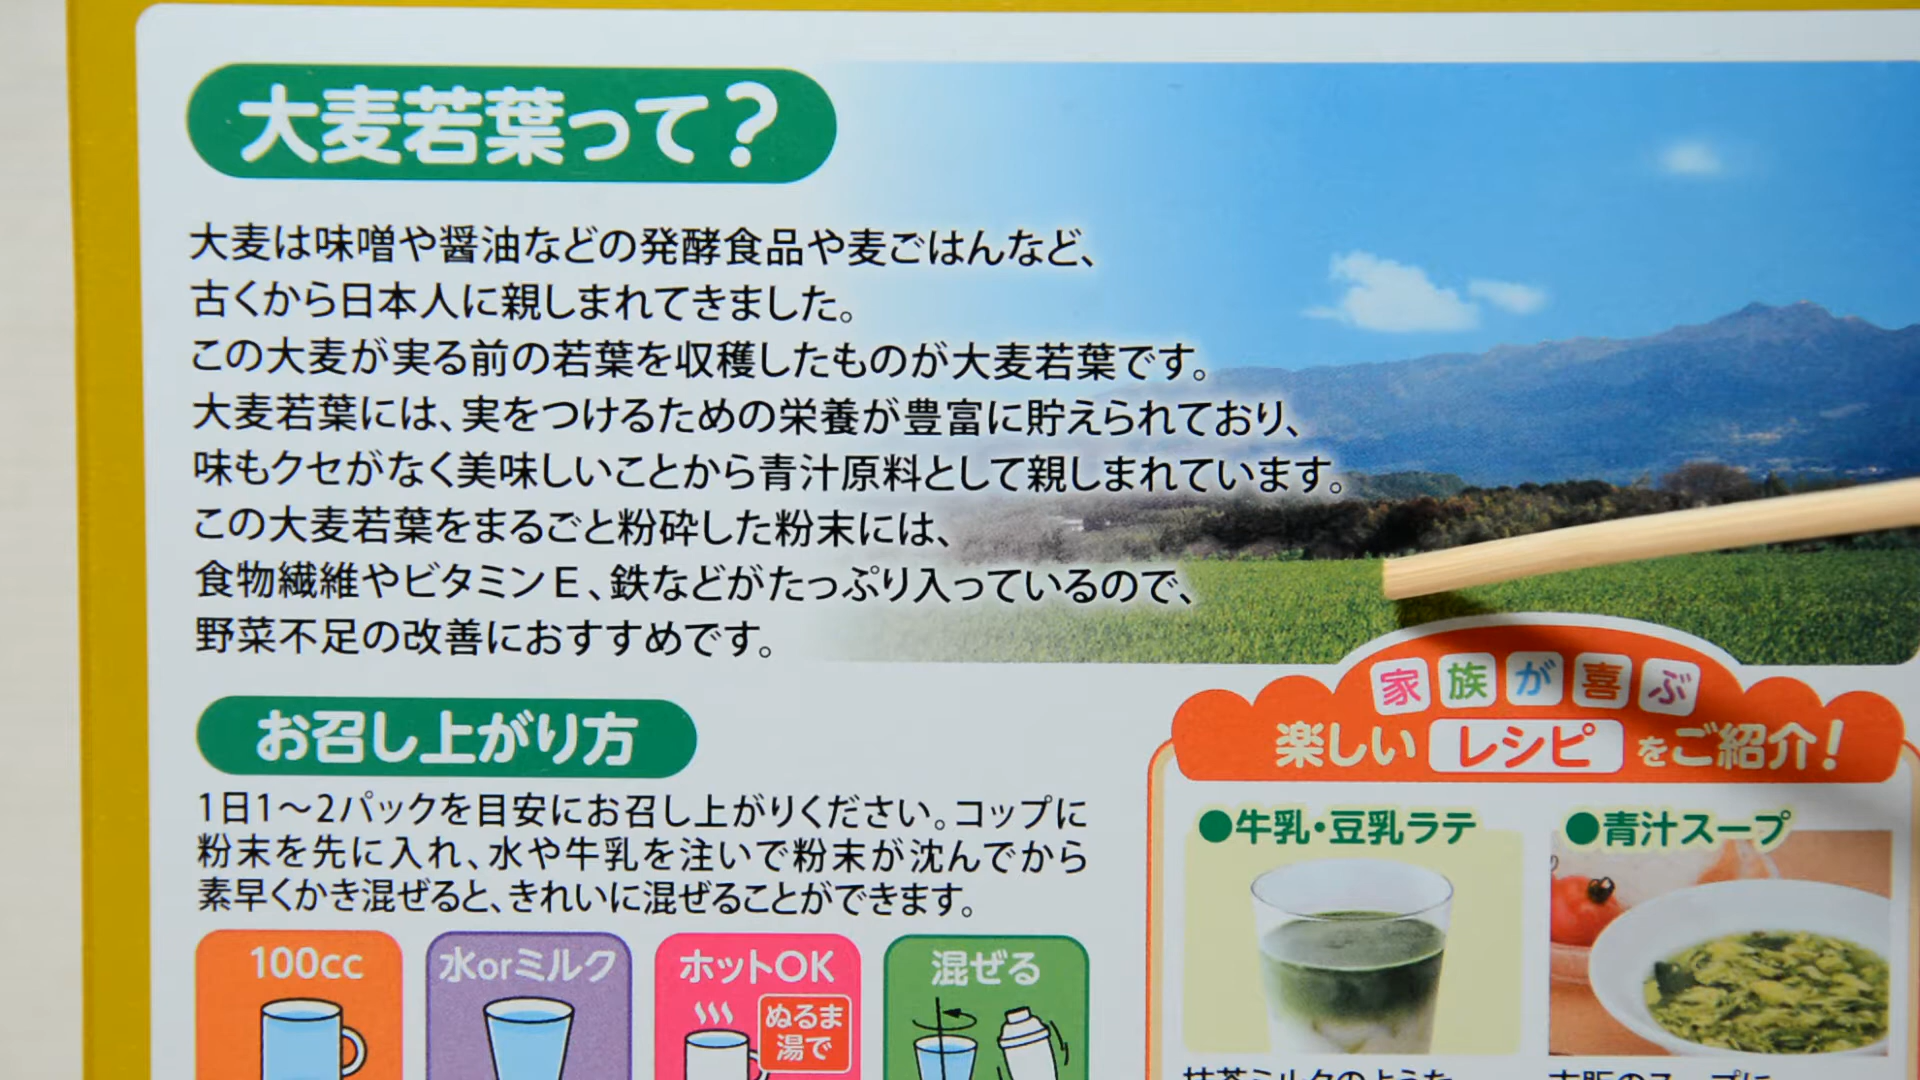 大麦若葉って?
大麦は味噌や醤油などの発酵食品や麦ごはんなど、
古くから日本人に親しまれてきました。
この大麦が実る前の若葉を収穫したものが大麦若葉です。
大麦若葉には、実をつけるための栄養が豊富に貯えられており、
味もクセがなく美味しいことから青汁原料として親しまれています。
この大麦若葉をまるごと粉砕した粉末には、
食物繊維やビタミンE、鉄などがたっぷり入っているので、
野菜不足の改善におすすめです。
お召し上がり方
1日1〜2パックを目安にお召し上がりください。コップに
粉末を先に入れ、水や牛乳を注いで粉末が沈んでから
素早くかき混ぜると、きれいに混ぜることができます。
100cc
水orミルク
ホットOK
ぬるま
湯で
混ぜる
家族が喜ぶ
楽しいレシピをご紹介!
●牛乳・豆乳ラテ
●青汁スープ
抹茶ミルクのような
市販のスープに